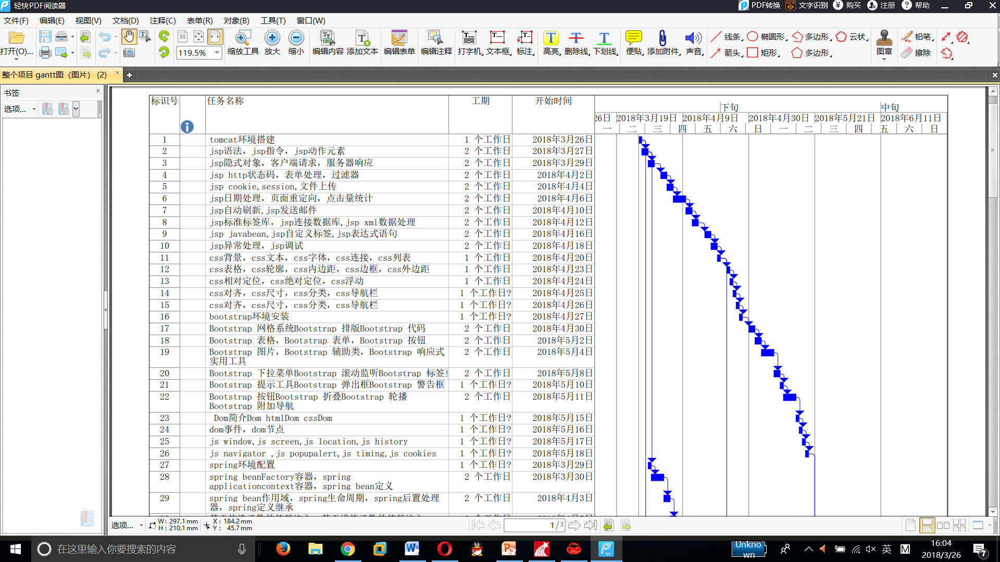 轻快PDF阅读器
PDF转换 文字识别 购买 注册 帮助
文件(F) 编辑(E) 视图(V) 文档(D) 注释(C) 表单(R) 对象(B) 工具(T) 窗口(W)
打开(O)... 119.5% 缩放工具 放大 缩小 编辑内容 添加文本 编辑表单 编辑注释 打字机 文本框 标注 高亮 删除线 下划线 便贴 添加附件 声音 线条 椭圆形 多边形 云状 图章 铅笔
箭头 矩形 多边形 擦除
整个项目 gantt图（图片） (2)
书签
选项...
标识号 任务名称 工期 开始时间
下旬 中旬
26日 2018年3月19日 2018年4月9日 2018年4月30日 2018年5月21日 2018年6月11日
一 二 三 四 五 六 日 一 二 三 四 五 六 日
1 tomcat环境搭建 1 个工作日 2018年3月26日
2 jsp语法，jsp指令，jsp动作元素 2 个工作日 2018年3月27日
3 jsp隐式对象，客户端请求，服务器响应 2 个工作日 2018年3月29日
4 jsp http状态码，表单处理，过滤器 2 个工作日 2018年4月2日
5 jsp cookie,session,文件上传 2 个工作日 2018年4月4日
6 jsp日期处理，页面重定向，点击量统计 2 个工作日 2018年4月6日
7 jsp自动刷新,jsp发送邮件 2 个工作日 2018年4月10日
8 jsp标准标签库，jsp连接数据库,jsp xml数据处理 2 个工作日 2018年4月12日
9 jsp javabean,jsp自定义标签,jsp表达式语句 2 个工作日 2018年4月16日
10 jsp异常处理，jsp调试 2 个工作日 2018年4月18日
11 css背景，css文本，css字体，css连接，css列表 1 个工作日 2018年4月20日
12 css表格，css轮廓，css内边距，css边框，css外边距 1 个工作日 2018年4月23日
13 css相对定位，css绝对定位，css浮动 1 个工作日 2018年4月24日
14 css对齐，css尺寸，css分类，css导航栏 1 个工作日? 2018年4月25日
15 css对齐，css尺寸，css分类，css导航栏 1 个工作日? 2018年4月26日
16 bootstrap环境安装 1 个工作日? 2018年4月27日
17 Bootstrap 网格系统Bootstrap 排版Bootstrap 代码 2 个工作日 2018年4月30日
18 Bootstrap 表格，Bootstrap 表单，Bootstrap 按钮 2 个工作日 2018年5月2日
19 Bootstrap 图片，Bootstrap 辅助类，Bootstrap 响应式 2 个工作日 2018年5月4日
实用工具
20 Bootstrap 下拉菜单Bootstrap 滚动监听Bootstrap 标签 2 个工作日 2018年5月8日
21 Bootstrap 提示工具Bootstrap 弹出框Bootstrap 警告框 1 个工作日? 2018年5月10日
22 Bootstrap 按钮Bootstrap 折叠Bootstrap 轮播 2 个工作日 2018年5月11日
Bootstrap 附加导航
23 Dom简介Dom htmlDom cssDom 1 个工作日? 2018年5月15日
24 dom事件，dom节点 1 个工作日? 2018年5月16日
25 js window,js screen,js location,js history 1 个工作日? 2018年5月17日
26 js navigator ,js popupalert,js timing,js cookies 1 个工作日? 2018年5月18日
27 spring环境配置 1 个工作日? 2018年3月29日
28 spring beanFactory容器，spring 2 个工作日 2018年3月30日
applicationcontext容器，spring bean定义
29 spring bean作用域，spring生命周期，spring后置处理 2 个工作日 2018年4月3日
器，spring定义继承
选项... W: 297.1 mm H: 210.1 mm X: 184.2 mm Y: 45.7 mm 1 / 3
在这里输入你要搜索的内容
Unknown
英 M
16:04
2018/3/26
7